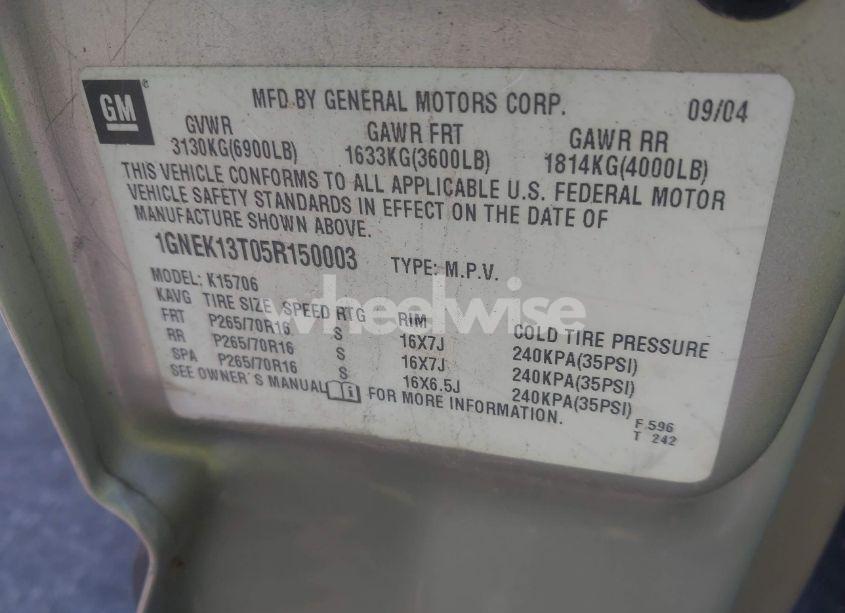 GM
MFD BY GENERAL MOTORS CORP. 09/04
GVWR GAWR FRT GAWR RR
3130KG(6900LB) 1633KG(3600LB) 1814KG(4000LB)
THIS VEHICLE CONFORMS TO ALL APPLICABLE U.S. FEDERAL MOTOR
VEHICLE SAFETY STANDARDS IN EFFECT ON THE DATE OF
MANUFACTURE SHOWN ABOVE.
1GNEK13T05R150003 TYPE: M.P.V.
MODEL: K15706
KAVG TIRE SIZE SPEED RTG RIM COLD TIRE PRESSURE
FRT P265/70R16 S 16X7J 240KPA(35PSI)
RR P265/70R16 S 16X7J 240KPA(35PSI)
SPA P265/70R16 S 16X6.5J 240KPA(35PSI)
SEE OWNER'S MANUAL FOR MORE INFORMATION.
F 596
T 242
wheelwise